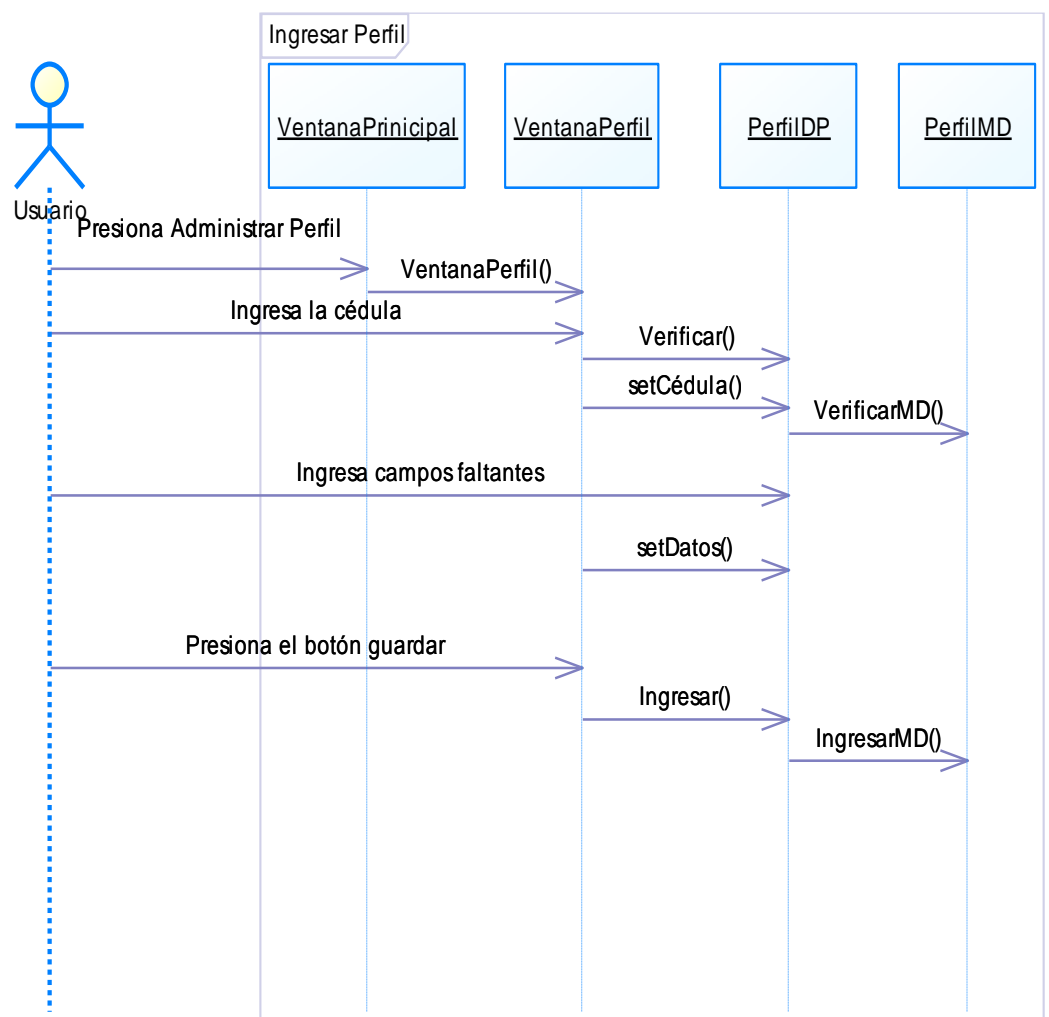 Ingresar Perfil
VentanaPrinicipal
VentanaPerfil
PerfilDP
PerfilMD
Usuario
Presiona Administrar Perfil
VentanaPerfil()
Ingresa la cédula
Verificar()
setCédula()
VerificarMD()
Ingresa campos faltantes
setDatos()
Presiona el botón guardar
Ingresar()
IngresarMD()